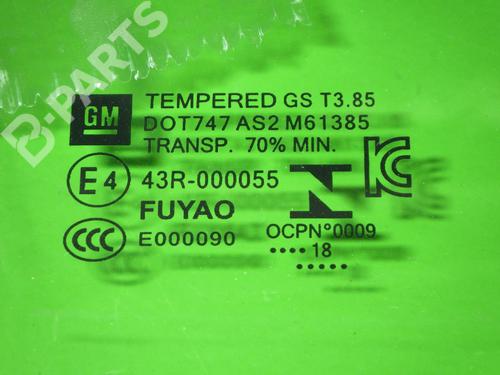 B-PARTS
GM
TEMPERED GS T3.85
DOT747 AS2 M61385
TRANSP. 70% MIN.
E4
43R-000055
FUYAO
CCC
E000090
OCPN°0009
.... 18
.....
KC